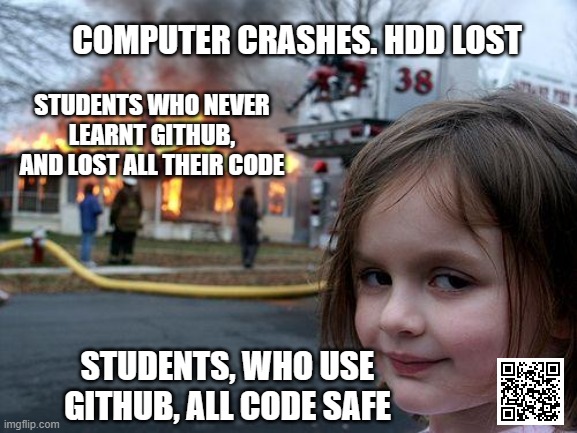 COMPUTER CRASHES. HDD LOST
38
STUDENTS WHO NEVER
LEARNT GITHUB,
AND LOST ALL THEIR CODE
STUDENTS, WHO USE
GITHUB, ALL CODE SAFE
imgflip.com